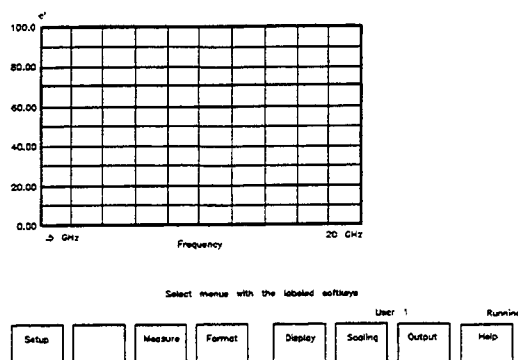 e'
100.0
80.00
60.00
40.00
20.00
0.00
.5 GHz
20 GHz
Frequency
Select menus with the labeled softkeys
User 1
Running
Setup
Measure
Format
Display
Scaling
Output
Help